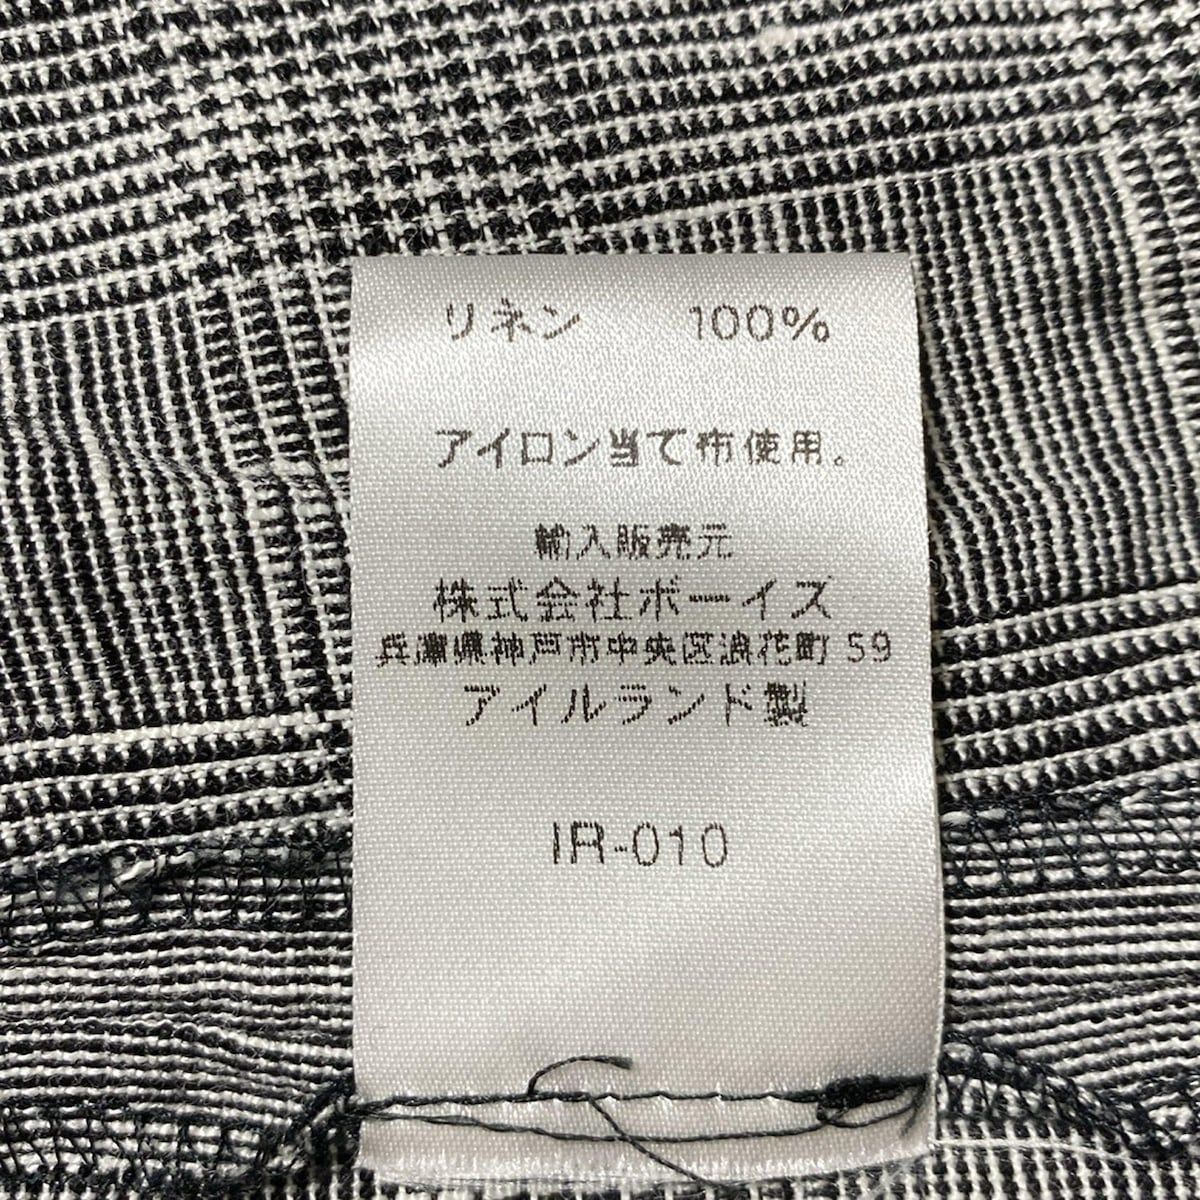 リネン 100%
アイロン当て布使用。
輸入販売元
株式会社ボーイズ
兵庫県神戸市中央区浪花町 59
アイルランド製
IR-010